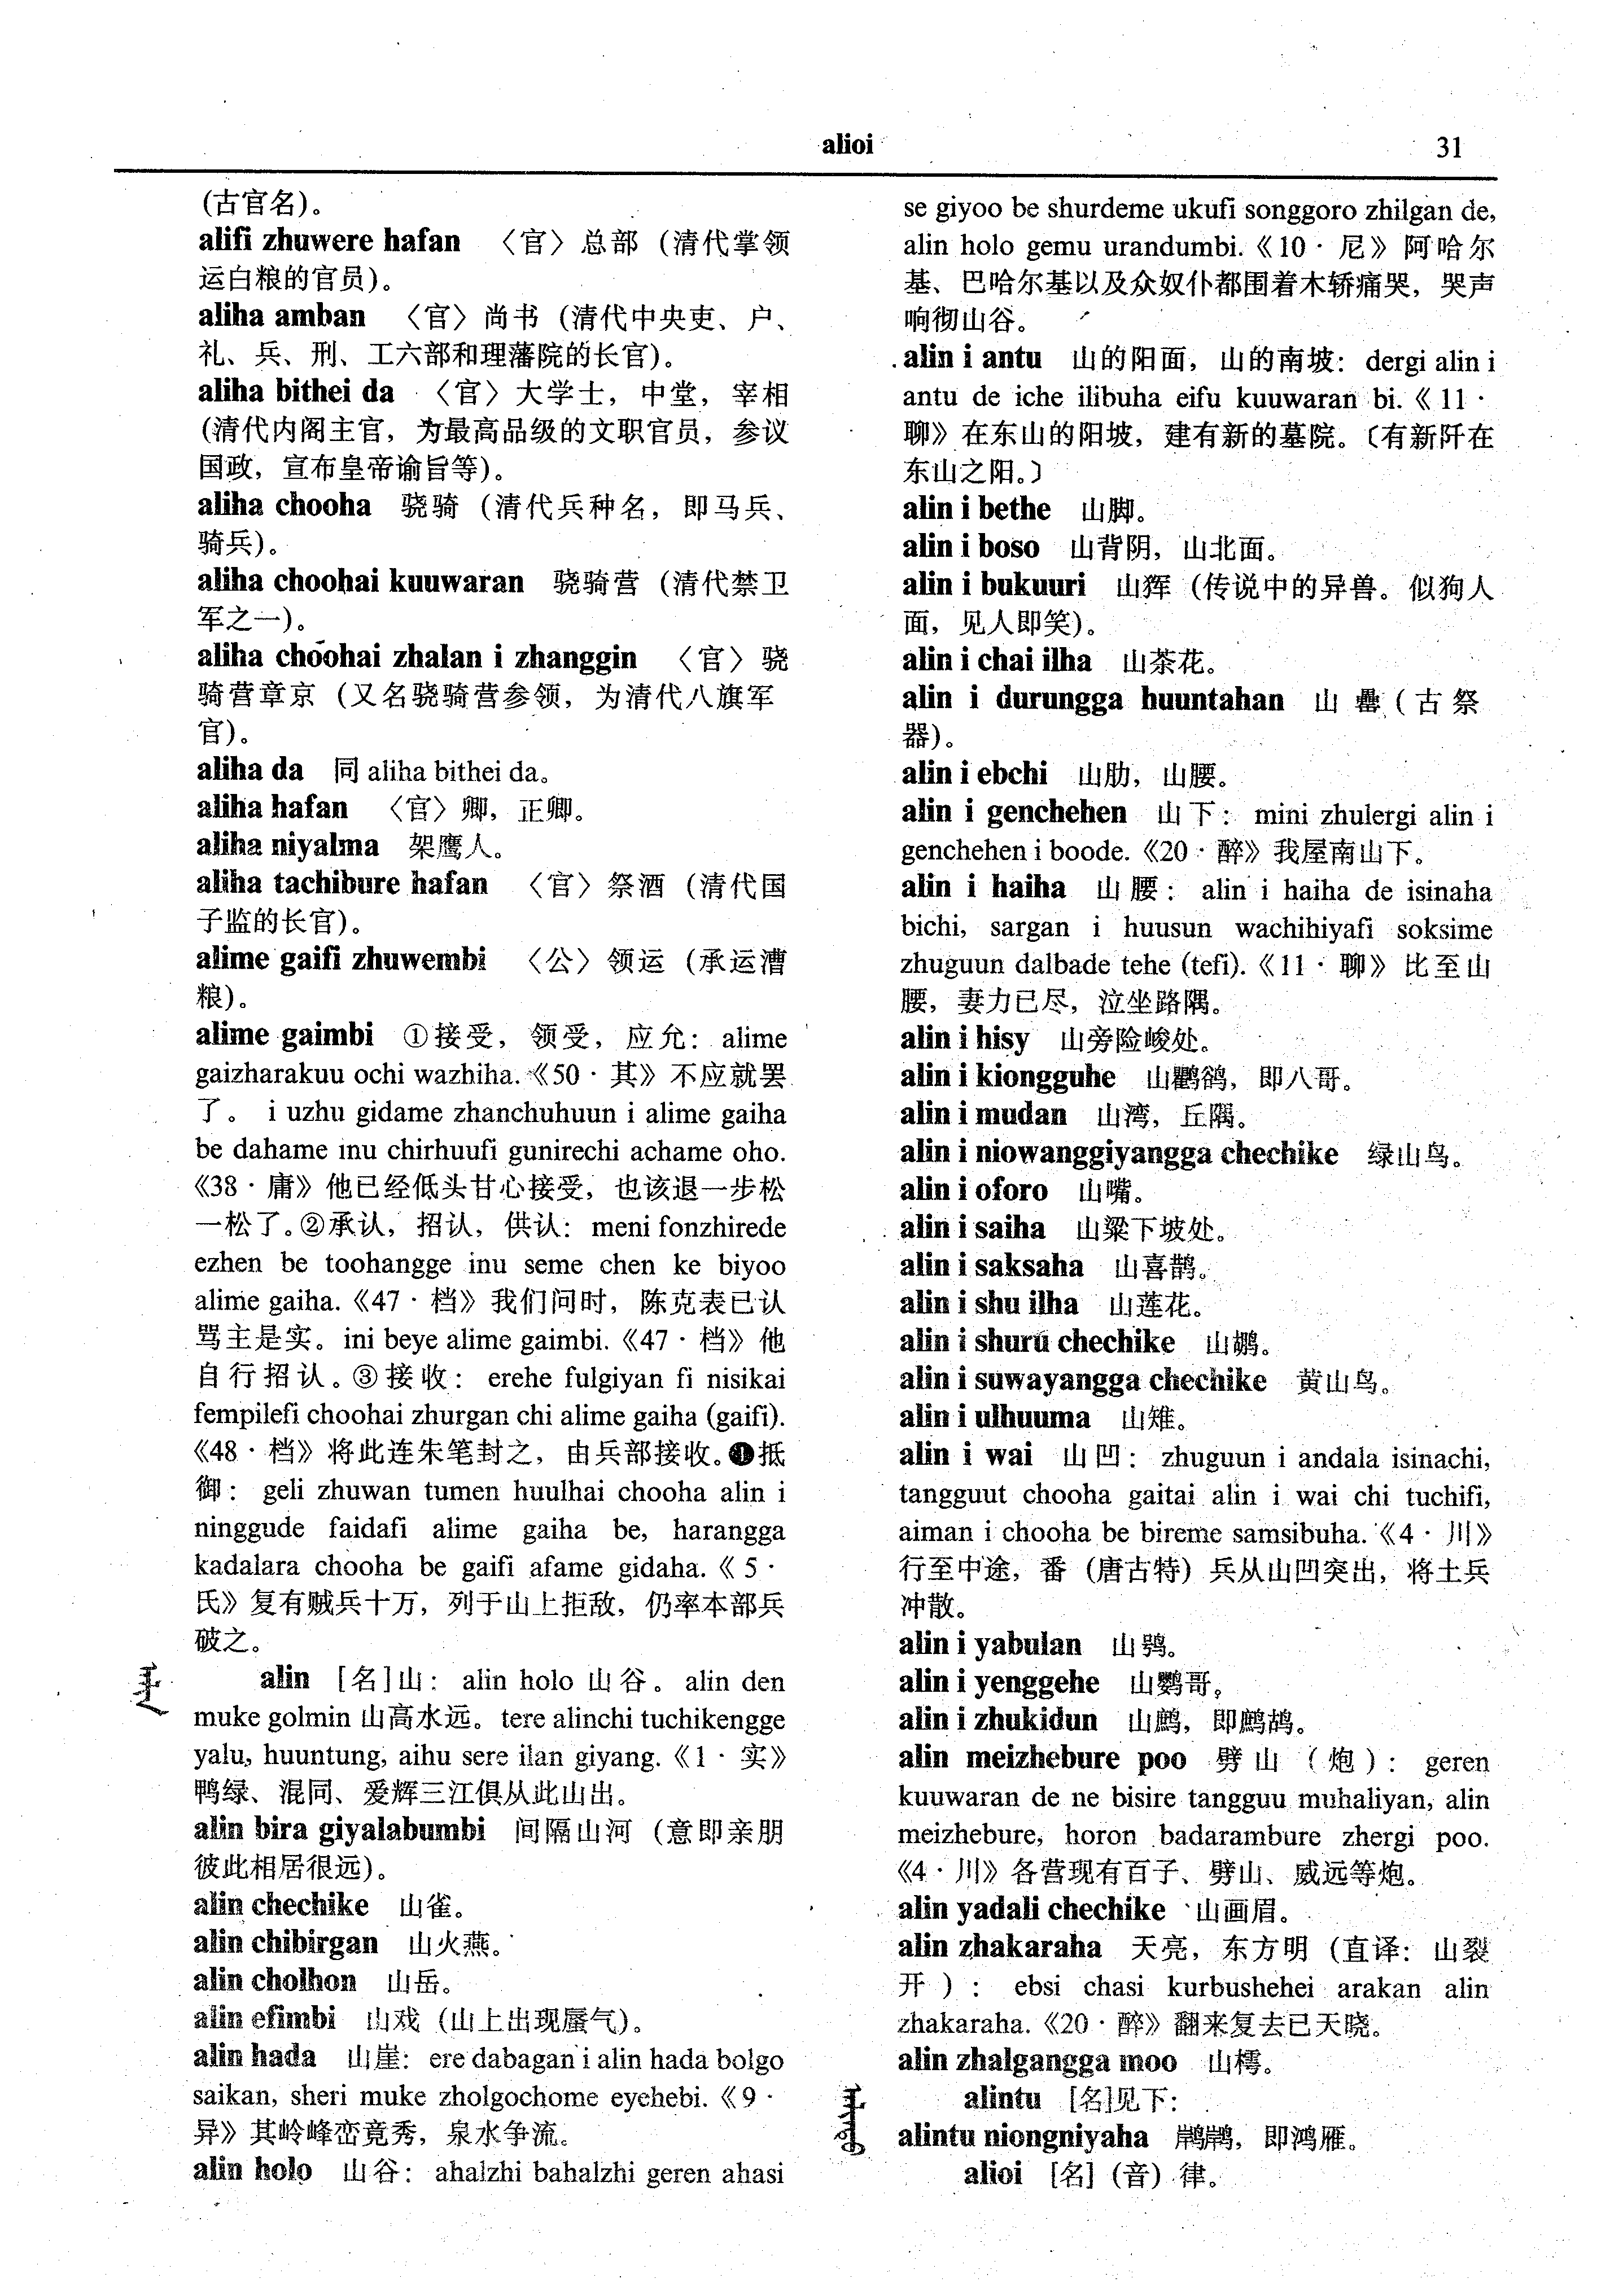 alioi
31
(古官名)。
alifi zhuwere hafan 〈官〉总部 (清代掌领
运白粮的官员)。
aliha amban 〈官〉尚书 (清代中央吏、户、
礼、兵、刑、工六部和理藩院的长官)。
aliha bithei da 〈官〉大学士，中堂，宰相
(清代内阁主官，为最高品级的文职官员，参议
国政，宣布皇帝谕旨等)。
aliha chooha 骁骑 (清代兵种名，即马兵、
骑兵)。
aliha choohai kuuwaran 骁骑营 (清代禁卫
军之一)。
aliha choohai zhalan i zhanggin 〈官〉骁
骑营章京 (又名骁骑营参领，为清代八旗军
官)。
aliha da 同 aliha bithei da。
aliha hafan 〈官〉卿，正卿。
aliha niyalma 架鹰人。
aliha tachibure hafan 〈官〉祭酒 (清代国
子监的长官)。
alime gaifi zhuwembi 〈公〉领运 (承运漕
粮)。
alime gaimbi ①接受，领受，应允：alime
gaizharakuu ochi wazhiha.《50·其》不应就罢
了。 i uzhu gidame zhanchuhuun i alime gaiha
be dahame inu chirhuufi gunirechi achame oho.
《38·庸》他已经低头甘心接受，也该退一步松
一松了。②承认，招认，供认：meni fonzhirede
ezhen be toohangge inu seme chen ke biyoo
alime gaiha.《47·档》我们问时，陈克表已认
骂主是实。ini beye alime gaimbi.《47·档》他
自行招认。③接收：erehe fulgiyan fi nisikai
fempilefi choohai zhurgan chi alime gaiha (gaifi).
《48·档》将此连朱笔封之，由兵部接收。❶抵
御：geli zhuwan tumen huulhai chooha alin i
ninggude faidafi alime gaiha be, harangga
kadalara chooha be gaifi afame gidaha.《5·
氏》复有贼兵十万，列于山上拒敌，仍率本部兵
破之。
alin [名]山：alin holo 山谷。alin den
muke golmin 山高水远。tere alinchi tuchikengge
yalu, huuntung, aihu sere ilan giyang.《1·实》
鸭绿、混同、爱辉三江俱从此山出。
alin bira giyalabumbi 间隔山河 (意即亲朋
彼此相居很远)。
alin chechike 山雀。
alin chibirgan 山火燕。
alin cholhon 山岳。
alin efimbi 山戏 (山上出现蜃气)。
alin hada 山崖：ere dabagan i alin hada bolgo
saikan, sheri muke zholgochome eyehebi.《9·
异》其岭峰峦竟秀，泉水争流。
alin holo 山谷：ahalzhi bahalzhi geren ahasi
se giyoo be shurdeme ukufi songgoro zhilgan de,
alin holo gemu urandumbi.《10·尼》阿哈尔
基、巴哈尔基以及众奴仆都围着木轿痛哭，哭声
响彻山谷。
alin i antu 山的阳面，山的南坡：dergi alin i
antu de iche ilibuha eifu kuuwaran bi.《11·
聊》在东山的阳坡，建有新的墓院。〔有新阡在
东山之阳。〕
alin i bethe 山脚。
alin i boso 山背阴，山北面。
alin i bukuuri 山𤟤 (传说中的异兽。似狗人
面，见人即笑)。
alin i chai ilha 山茶花。
alin i durungga huuntahan 山罍 (古祭
器)。
alin i ebchi 山肋，山腰。
alin i genchehen 山下：mini zhulergi alin i
genchehen i boode.《20·醉》我屋南山下。
alin i haiha 山腰：alin i haiha de isinaha
bichi, sargan i huusun wachihiyafi soksime
zhuguun dalbade tehe (tefi).《11·聊》比至山
腰，妻力已尽，泣坐路隅。
alin i hisy 山旁险峻处。
alin i kiongguhe 山鸜鹆，即八哥。
alin i mudan 山湾，丘隅。
alin i niowanggiyangga chechike 绿山鸟。
alin i oforo 山嘴。
alin i saiha 山梁下坡处。
alin i saksaha 山喜鹊。
alin i shu ilha 山莲花。
alin i shuru chechike 山鹕。
alin i suwayangga chechike 黄山鸟。
alin i ulhuuma 山雉。
alin i wai 山凹：zhuguun i andala isinachi,
tangguut chooha gaitai alin i wai chi tuchifi,
aiman i chooha be bireme samsibuha.《4·川》
行至中途，番 (唐古特) 兵从山凹突出，将土兵
冲散。
alin i yabulan 山鸮。
alin i yenggehe 山鹦哥。
alin i zhukidun 山鹧，即鹧鸪。
alin meizhebure poo 劈山 (炮)：geren
kuuwaran de ne bisire tangguu muhaliyan, alin
meizhebure, horon badarambure zhergi poo.
《4·川》各营现有百子、劈山、威远等炮。
alin yadali chechike 山画眉。
alin zhakaraha 天亮，东方明 (直译：山裂
开)：ebsi chasi kurbushehei arakan alin
zhakaraha.《20·醉》翻来复去已天晓。
alin zhalgangga moo 山樗。
alintu [名]见下：
alintu niongniyaha ，即鸿雁。
alioi [名] (音) 律。